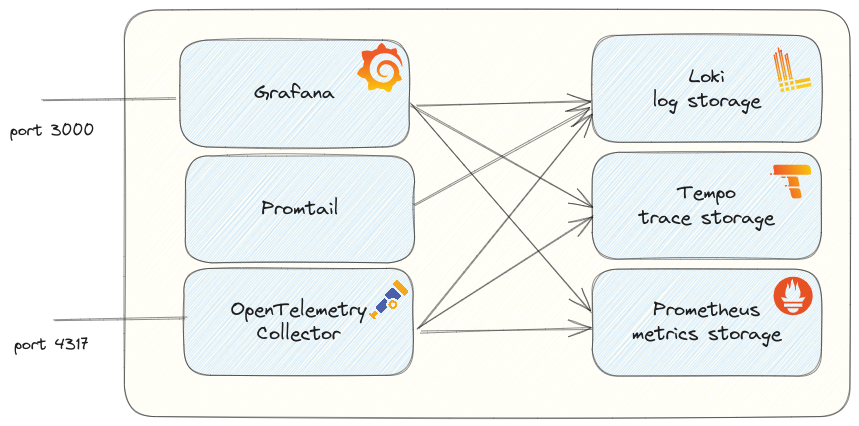 Grafana
Loki
log storage
port 3000
Promtail
Tempo
trace storage
OpenTelemetry
Collector
Prometheus
metrics storage
port 4317